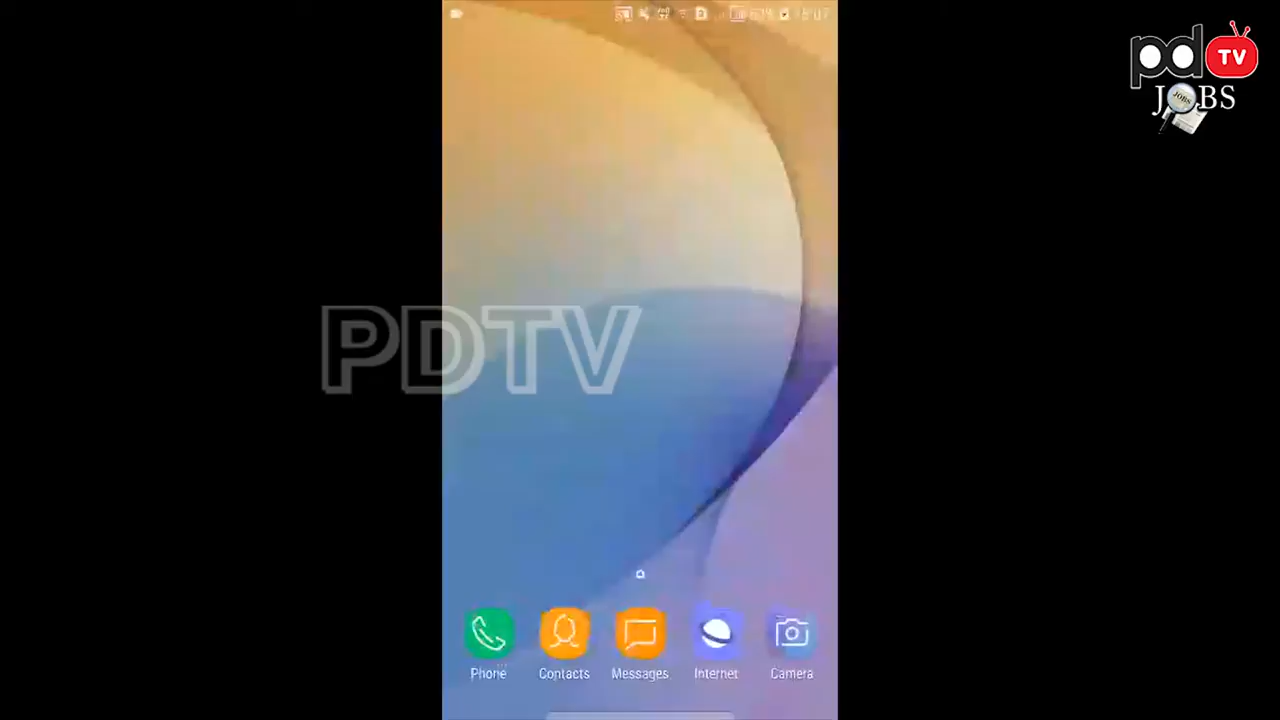 pd TV
JOBS
PDTV
Phone
Contacts
Messages
Internet
Camera